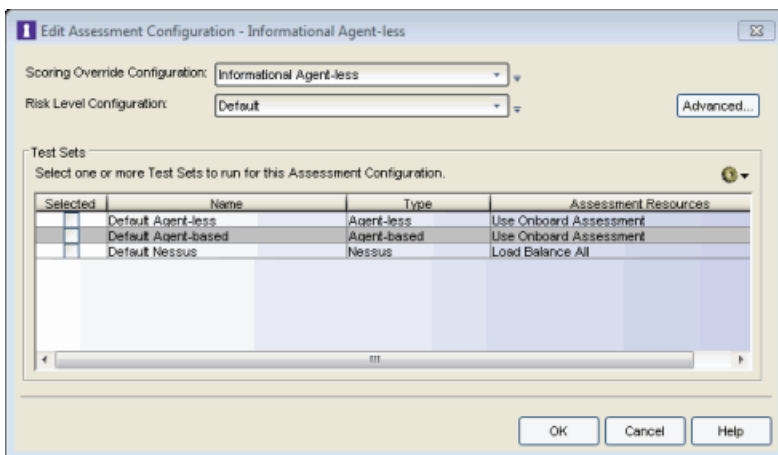 Edit Assessment Configuration - Informational Agent-less
Scoring Override Configuration: Informational Agent-less
Risk Level Configuration: Default Advanced...
Test Sets
Select one or more Test Sets to run for this Assessment Configuration.
Selected Name Type Assessment Resources
Default Agent-less Agent-less Use Onboard Assessment
Default Agent-based Agent-based Use Onboard Assessment
Default Nessus Nessus Load Balance All
OK Cancel Help